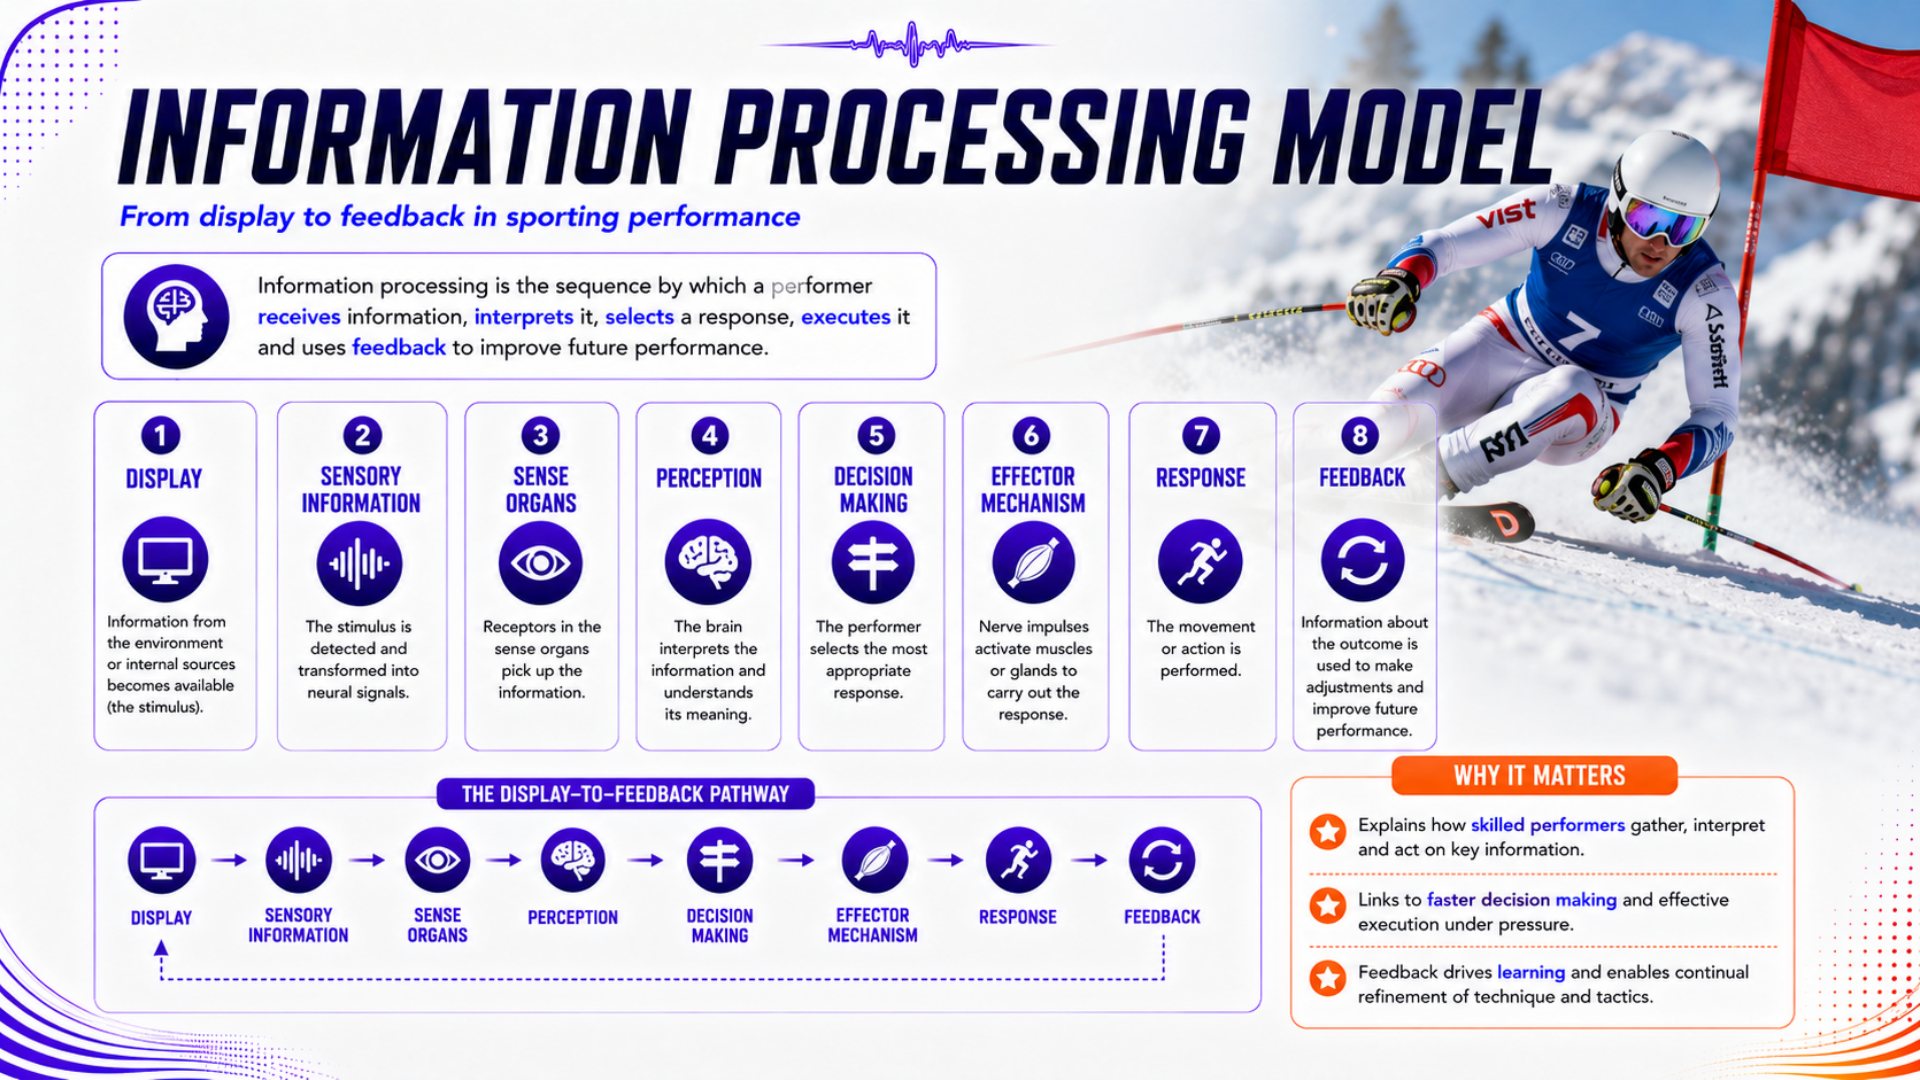 INFORMATION PROCESSING MODEL
From display to feedback in sporting performance
Information processing is the sequence by which a performer
receives information, interprets it, selects a response, executes it
and uses feedback to improve future performance.
1
DISPLAY
Information from
the environment
or internal sources
becomes available
(the stimulus).
2
SENSORY
INFORMATION
The stimulus is
detected and
transformed into
neural signals.
3
SENSE
ORGANS
Receptors in the
sense organs
pick up the
information.
4
PERCEPTION
The brain
interprets the
information and
understands
its meaning.
5
DECISION
MAKING
The performer
selects the most
appropriate
response.
6
EFFECTOR
MECHANISM
Nerve impulses
activate muscles
or glands to
carry out the
response.
7
RESPONSE
The movement
or action is
performed.
8
FEEDBACK
Information about
the outcome is
used to make
adjustments and
improve future
performance.
vist
7
THE DISPLAY-TO-FEEDBACK PATHWAY
DISPLAY
SENSORY
INFORMATION
SENSE
ORGANS
PERCEPTION
DECISION
MAKING
EFFECTOR
MECHANISM
RESPONSE
FEEDBACK
WHY IT MATTERS
Explains how skilled performers gather, interpret
and act on key information.
Links to faster decision making and effective
execution under pressure.
Feedback drives learning and enables continual
refinement of technique and tactics.